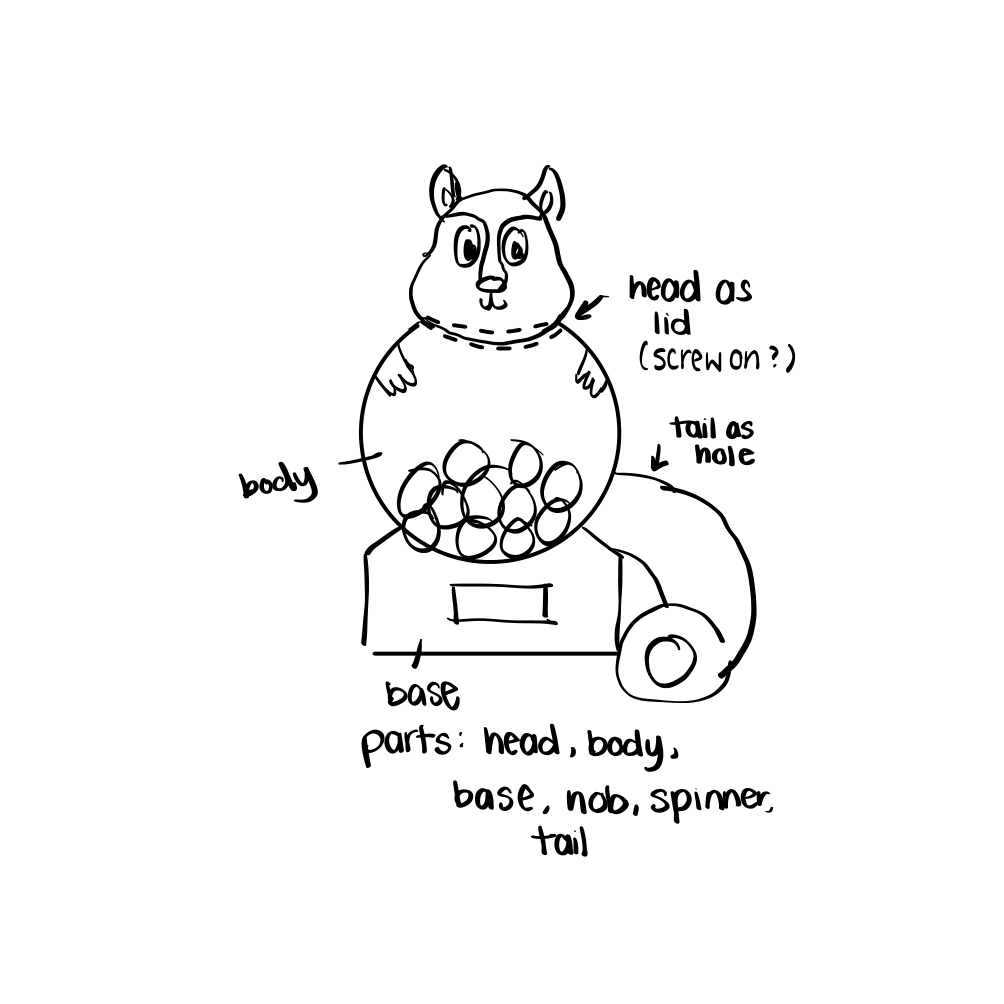 head as
lid
(screw on?)
tail as
hole
body
base
parts: head, body,
base, nob, spinner,
tail